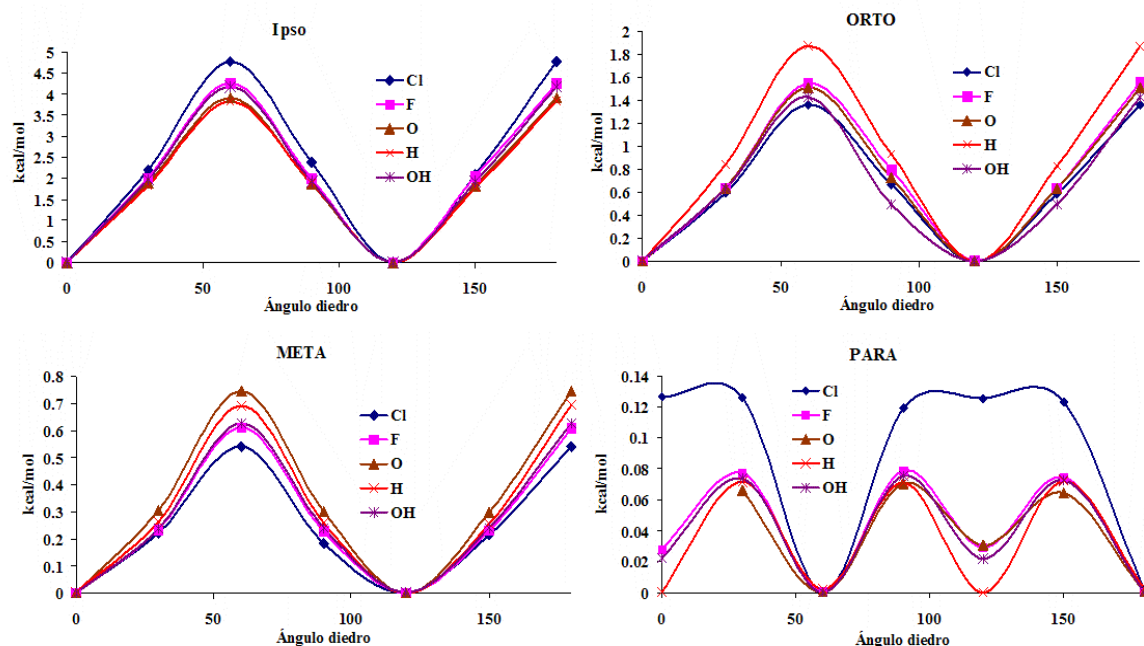 Ipso
kcal/mol
5
4.5
4
3.5
3
2.5
2
1.5
1
0.5
0
0
50
100
150
Ángulo diedro
Cl
F
O
H
OH
ORTO
kcal/mol
2
1.8
1.6
1.4
1.2
1
0.8
0.6
0.4
0.2
0
0
50
100
150
Ángulo diedro
Cl
F
O
H
OH
META
kcal/mol
0.8
0.7
0.6
0.5
0.4
0.3
0.2
0.1
0
0
50
100
150
Ángulo diedro
Cl
F
O
H
OH
PARA
kcal/mol
0.14
0.12
0.1
0.08
0.06
0.04
0.02
0
0
50
100
150
Ángulo diedro
Cl
F
O
H
OH